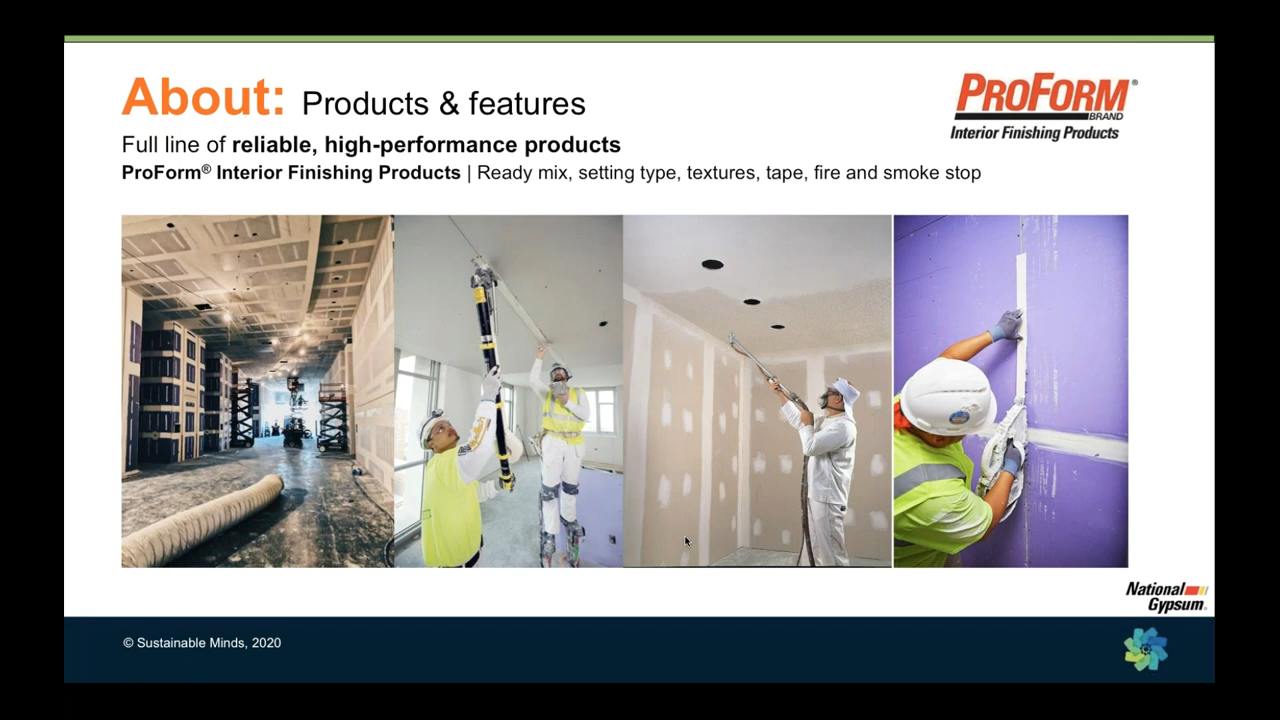 About: Products & features
Full line of reliable, high-performance products
ProForm® Interior Finishing Products | Ready mix, setting type, textures, tape, fire and smoke stop
PROFORM®
BRAND
Interior Finishing Products
National
Gypsum®
© Sustainable Minds, 2020